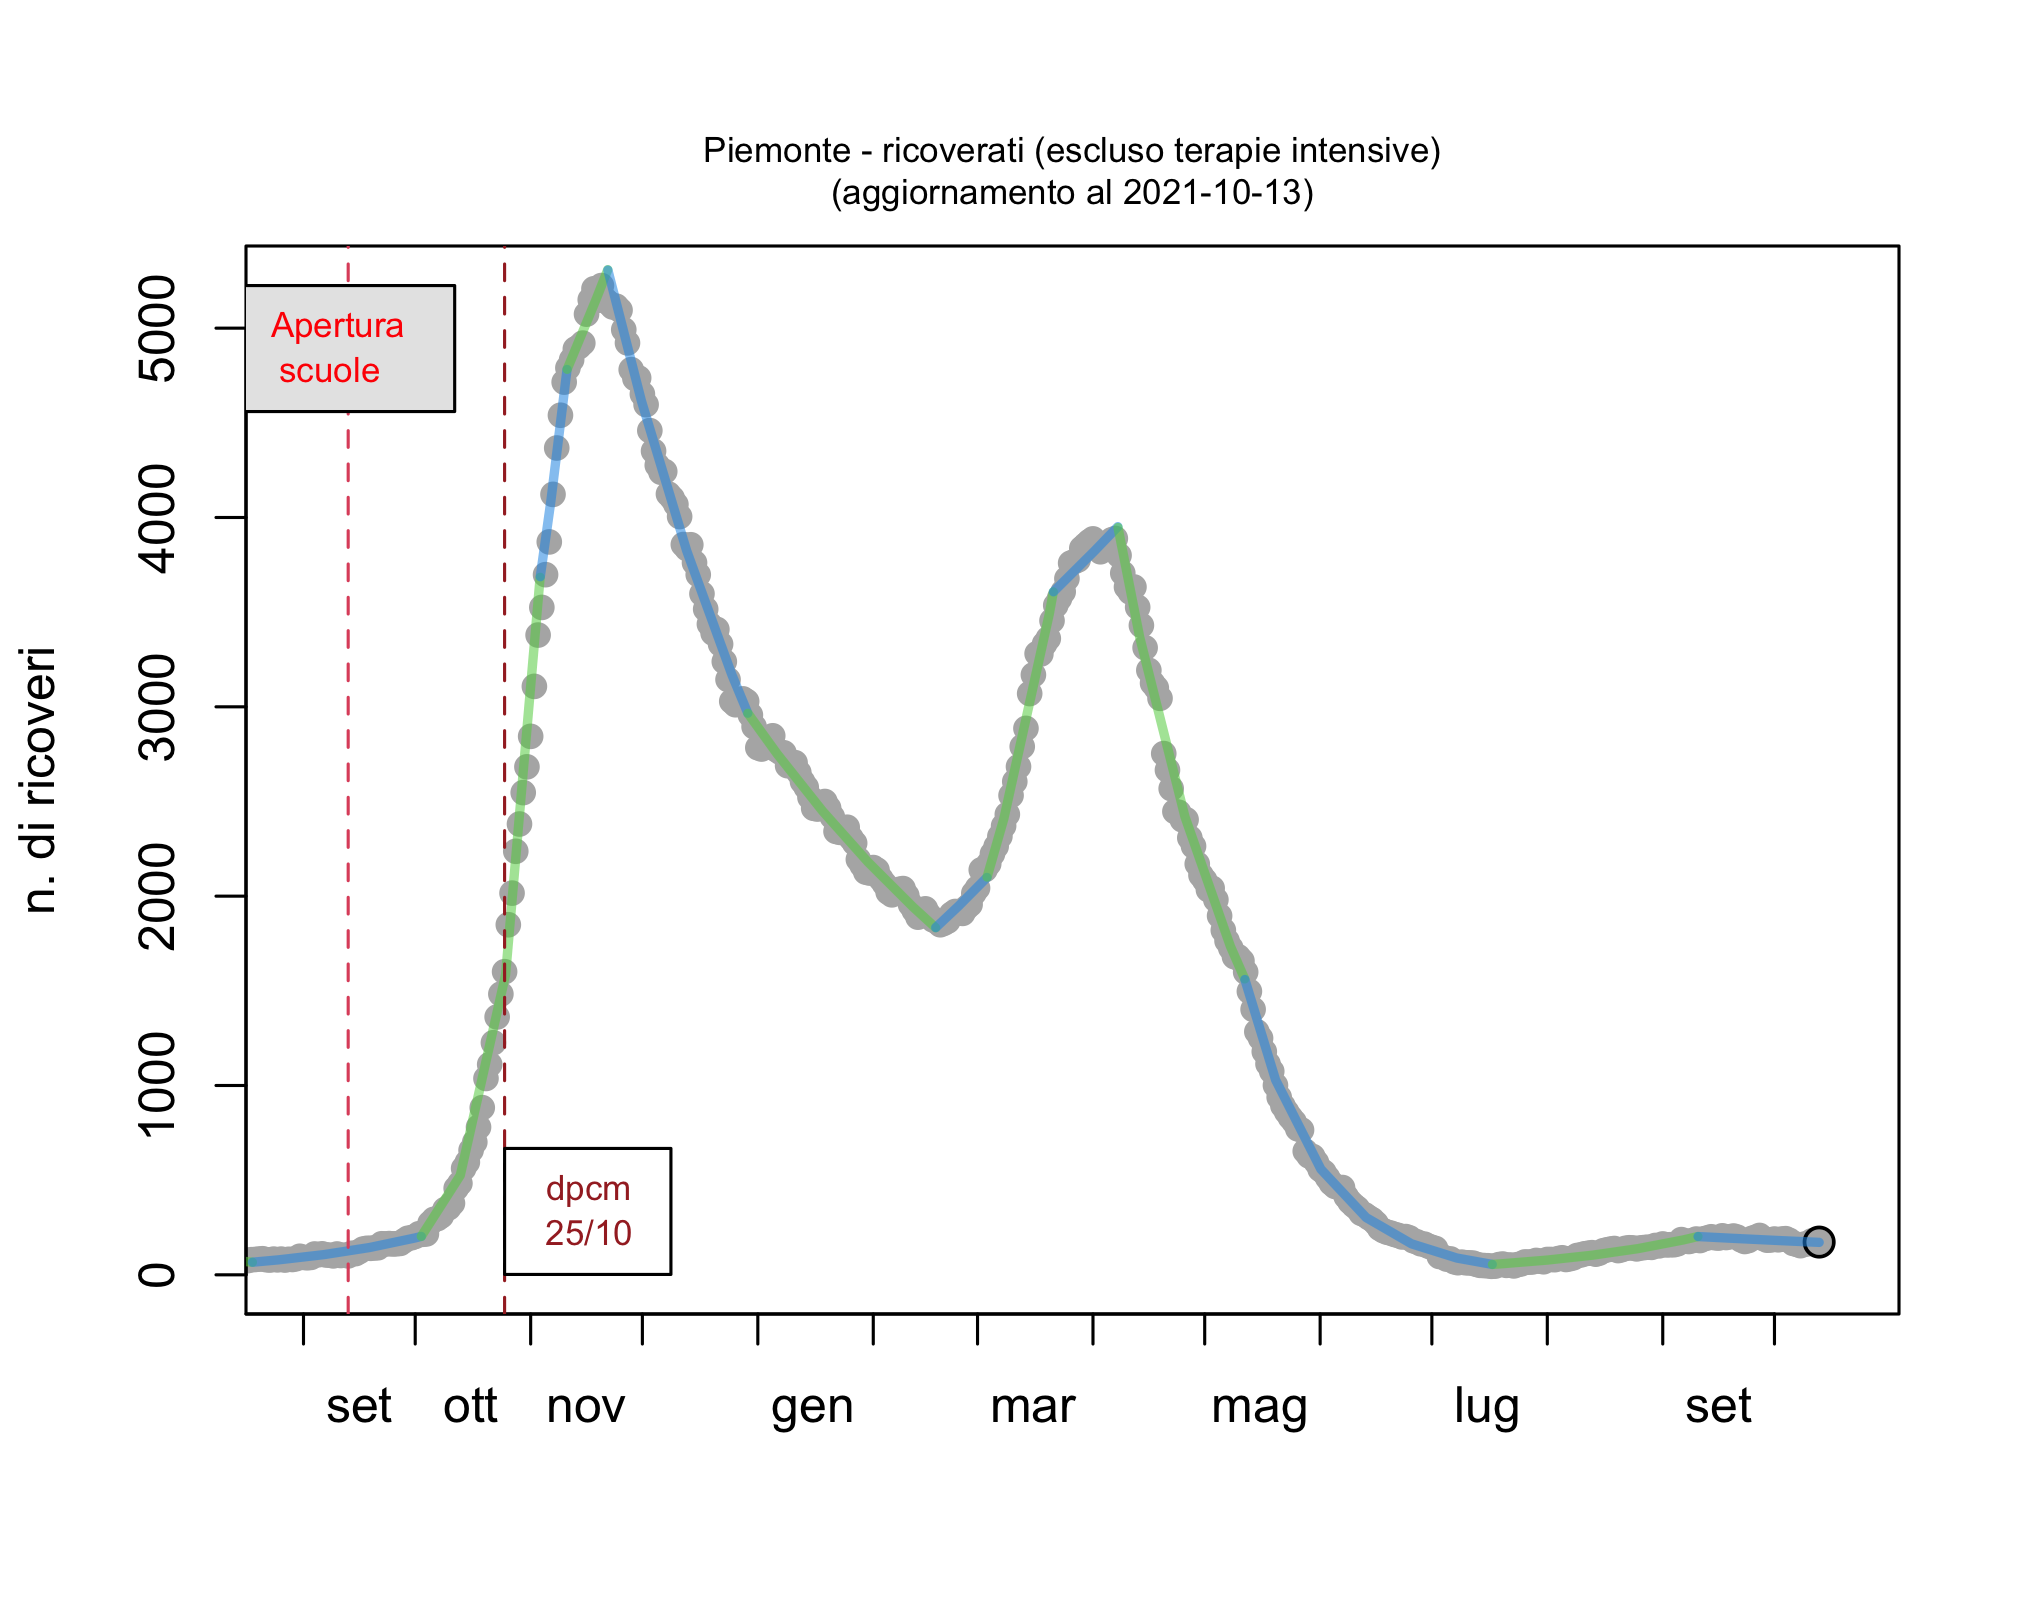 Piemonte - ricoverati (escluso terapie intensive)
(aggiornamento al 2021-10-13)
n. di ricoveri
5000
4000
3000
2000
1000
0
Apertura
scuole
dpcm
25/10
set ott nov gen mar mag lug set